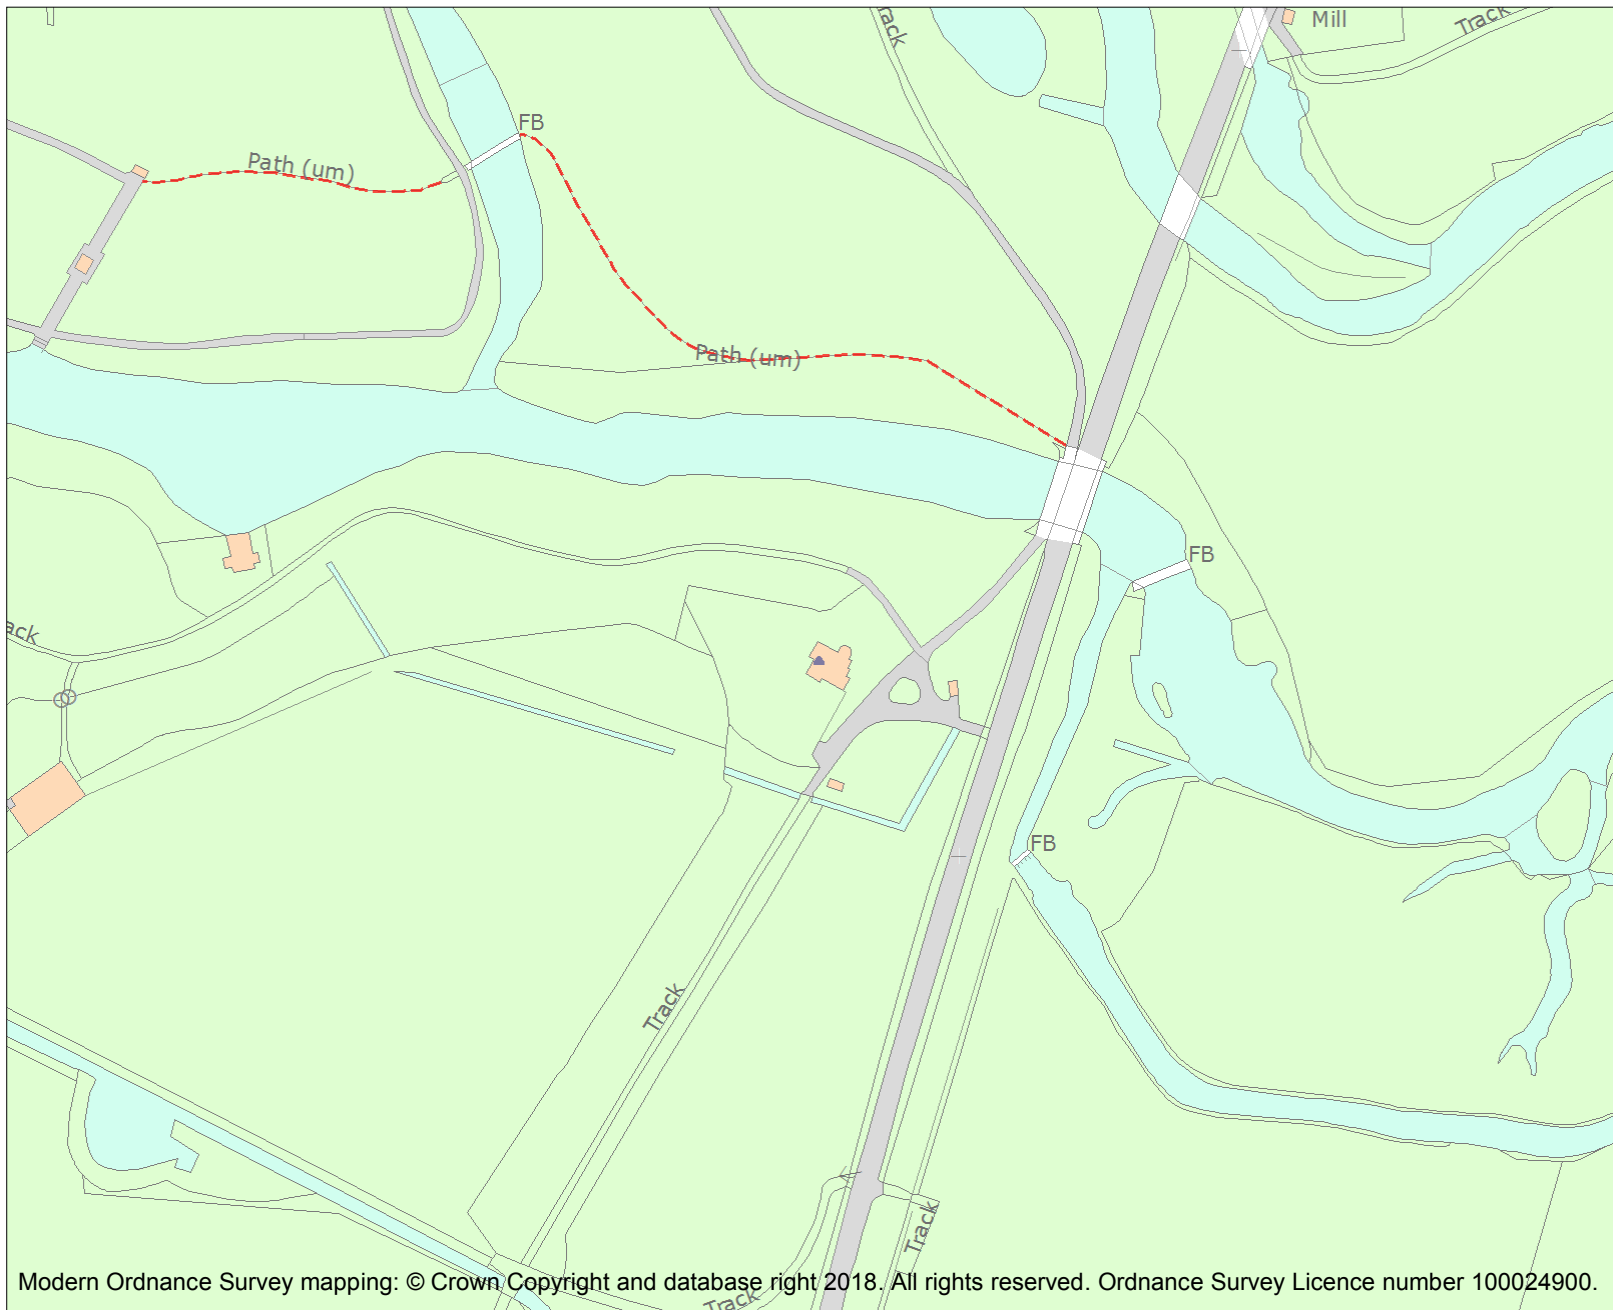 Track
Mill
Track
FB
Path (um)
Path (um)
FB
ack
FB
Track
Track
Track
Modern Ordnance Survey mapping: © Crown Copyright and database right 2018. All rights reserved. Ordnance Survey Licence number 100024900.